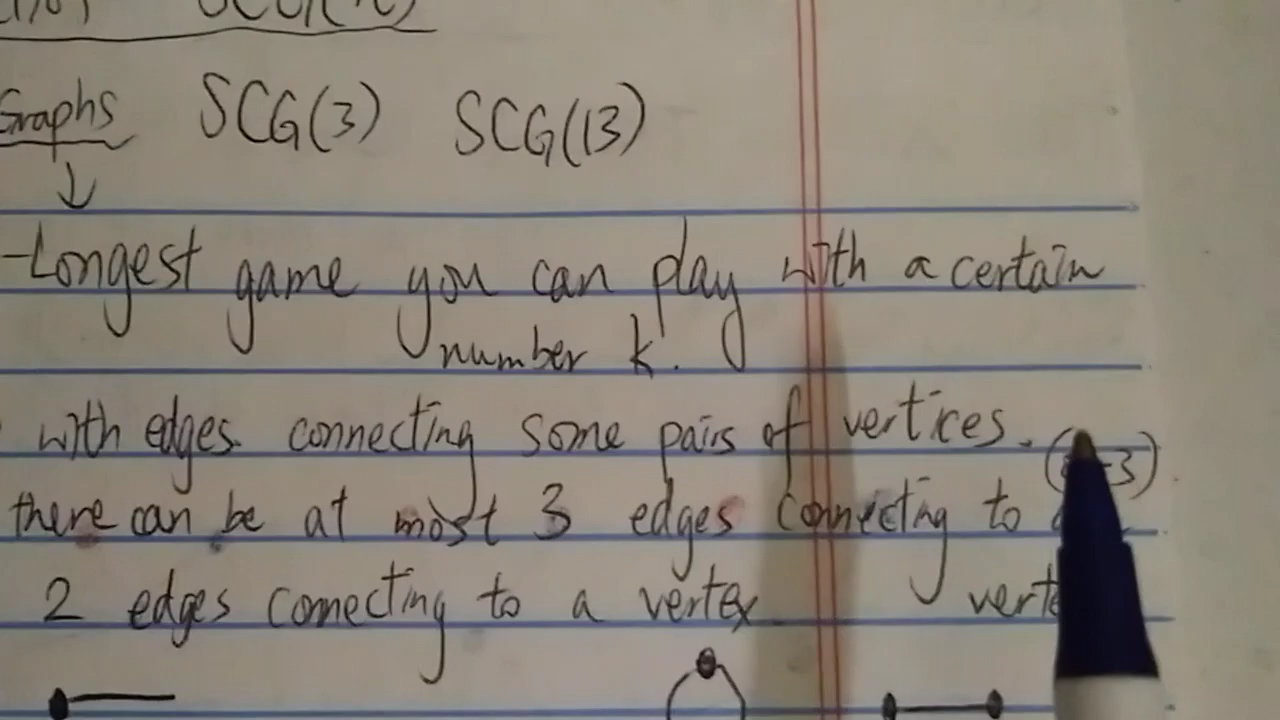 Graphs SCG(3) SCG(13)
-Longest game you can play with a certain
number k.
with edges. connecting some pairs of vertices.
there can be at most 3 edges connecting to
2 edges connecting to a vertex